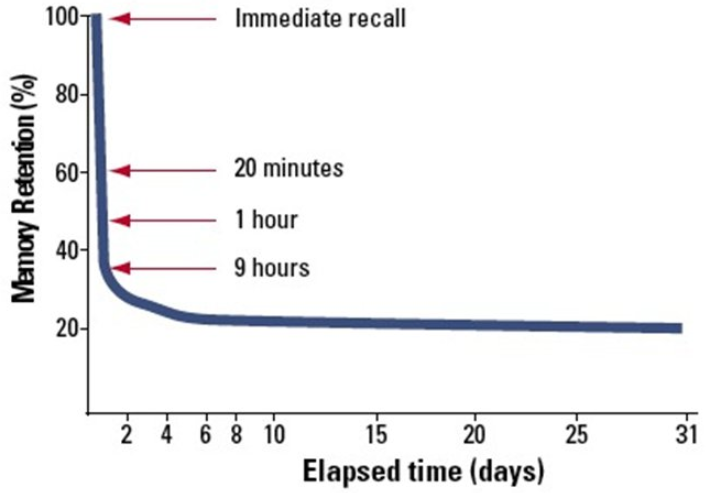 100
Immediate recall
80
Memory Retention (%)
60
20 minutes
1 hour
40
9 hours
20
2 4 6 8 10 15 20 25 31
Elapsed time (days)